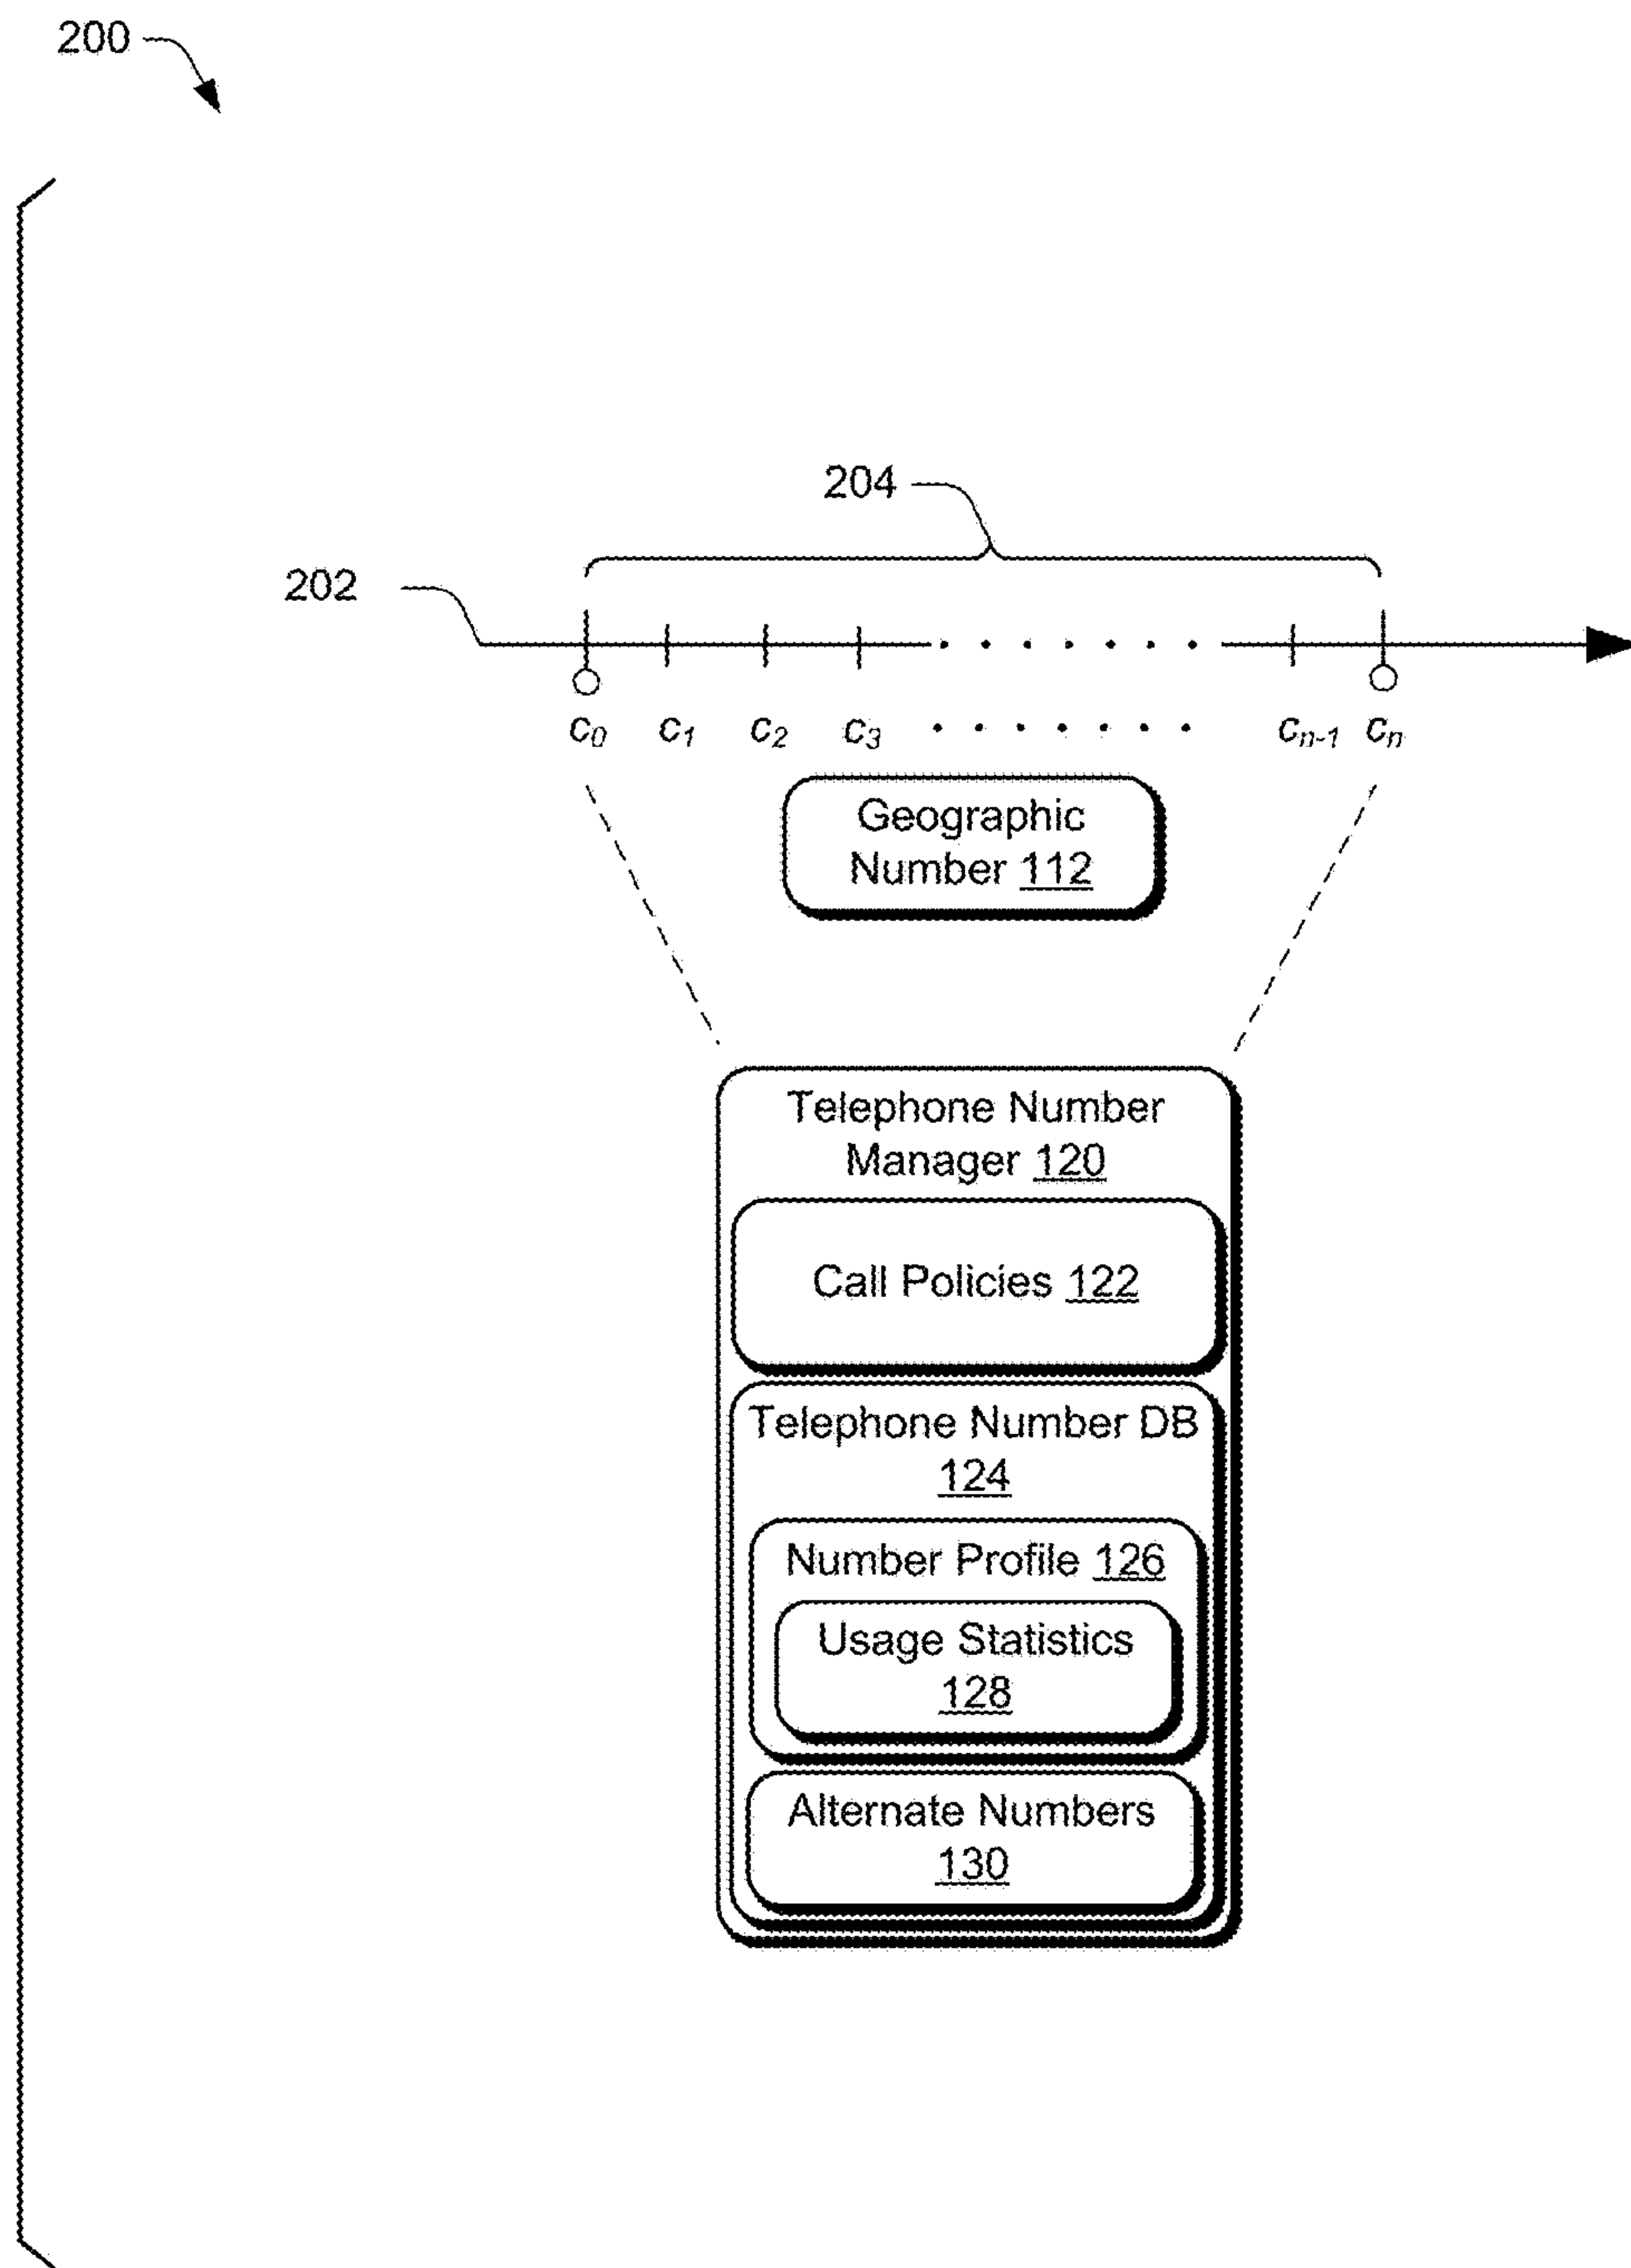 200
204
202
c0 c1 c2 c3 . . . . . . . cn-1 cn
Geographic
Number 112
Telephone Number
Manager 120
Call Policies 122
Telephone Number DB
124
Number Profile 126
Usage Statistics
128
Alternate Numbers
130